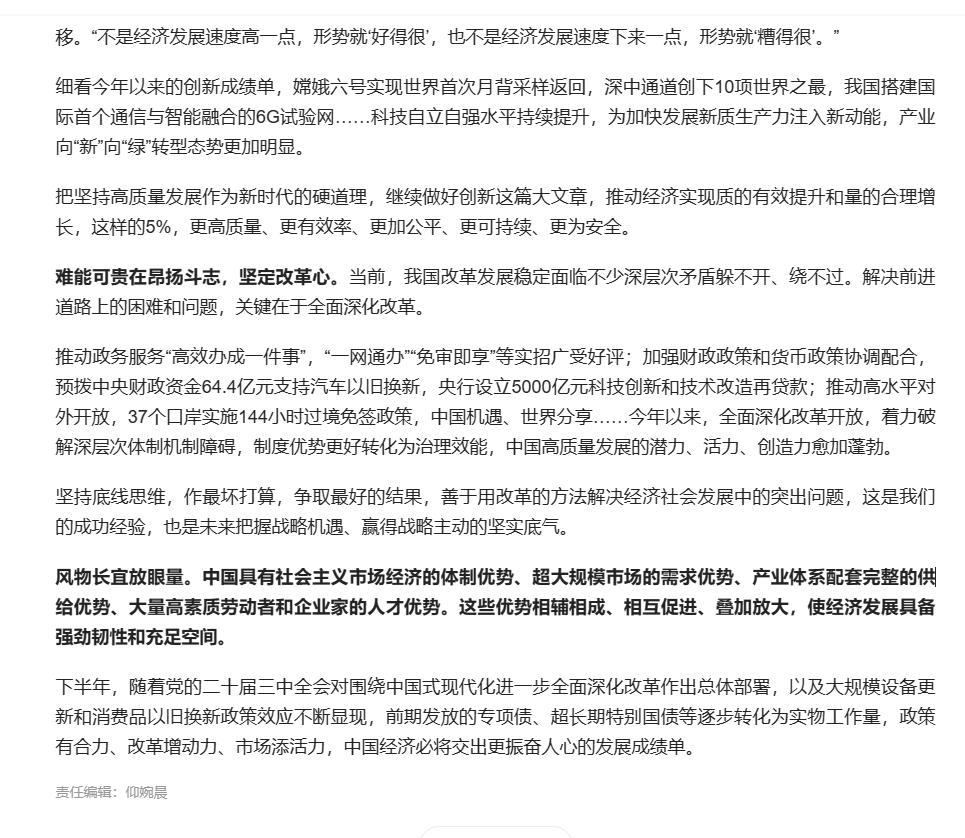 移。“不是经济发展速度高一点，形势就‘好得很’，也不是经济发展速度下来一点，形势就‘糟得很’。”
细看今年以来的创新成绩单，嫦娥六号实现世界首次月背采样返回，深中通道创下10项世界之最，我国搭建国
际首个通信与智能融合的6G试验网……科技自立自强水平持续提升，为加快发展新质生产力注入新动能，产业
向“新”向“绿”转型态势更加明显。
把坚持高质量发展作为新时代的硬道理，继续做好创新这篇大文章，推动经济实现质的有效提升和量的合理增
长，这样的5%，更高质量、更有效率、更加公平、更可持续、更为安全。
难能可贵在昂扬斗志，坚定改革心。当前，我国改革发展稳定面临不少深层次矛盾躲不开、绕不过。解决前进
道路上的困难和问题，关键在于全面深化改革。
推动政务服务“高效办成一件事”，“一网通办”“免审即享”等实招广受好评；加强财政政策和货币政策协调配合，
预拨中央财政资金64.4亿元支持汽车以旧换新，央行设立5000亿元科技创新和技术改造再贷款；推动高水平对
外开放，37个口岸实施144小时过境免签政策，中国机遇、世界分享……今年以来，全面深化改革开放，着力破
解深层次体制机制障碍，制度优势更好转化为治理效能，中国高质量发展的潜力、活力、创造力愈加蓬勃。
坚持底线思维，作最坏打算，争取最好的结果，善于用改革的方法解决经济社会发展中的突出问题，这是我们
的成功经验，也是未来把握战略机遇、赢得战略主动的坚实底气。
风物长宜放眼量。中国具有社会主义市场经济的体制优势、超大规模市场的需求优势、产业体系配套完整的供
给优势、大量高素质劳动者和企业家的人才优势。这些优势相辅相成、相互促进、叠加放大，使经济发展具备
强劲韧性和充足空间。
下半年，随着党的二十届三中全会对围绕中国式现代化进一步全面深化改革作出总体部署，以及大规模设备更
新和消费品以旧换新政策效应不断显现，前期发放的专项债、超长期特别国债等逐步转化为实物工作量，政策
有合力、改革增动力、市场添活力，中国经济必将交出更振奋人心的发展成绩单。
责任编辑：仰婉晨